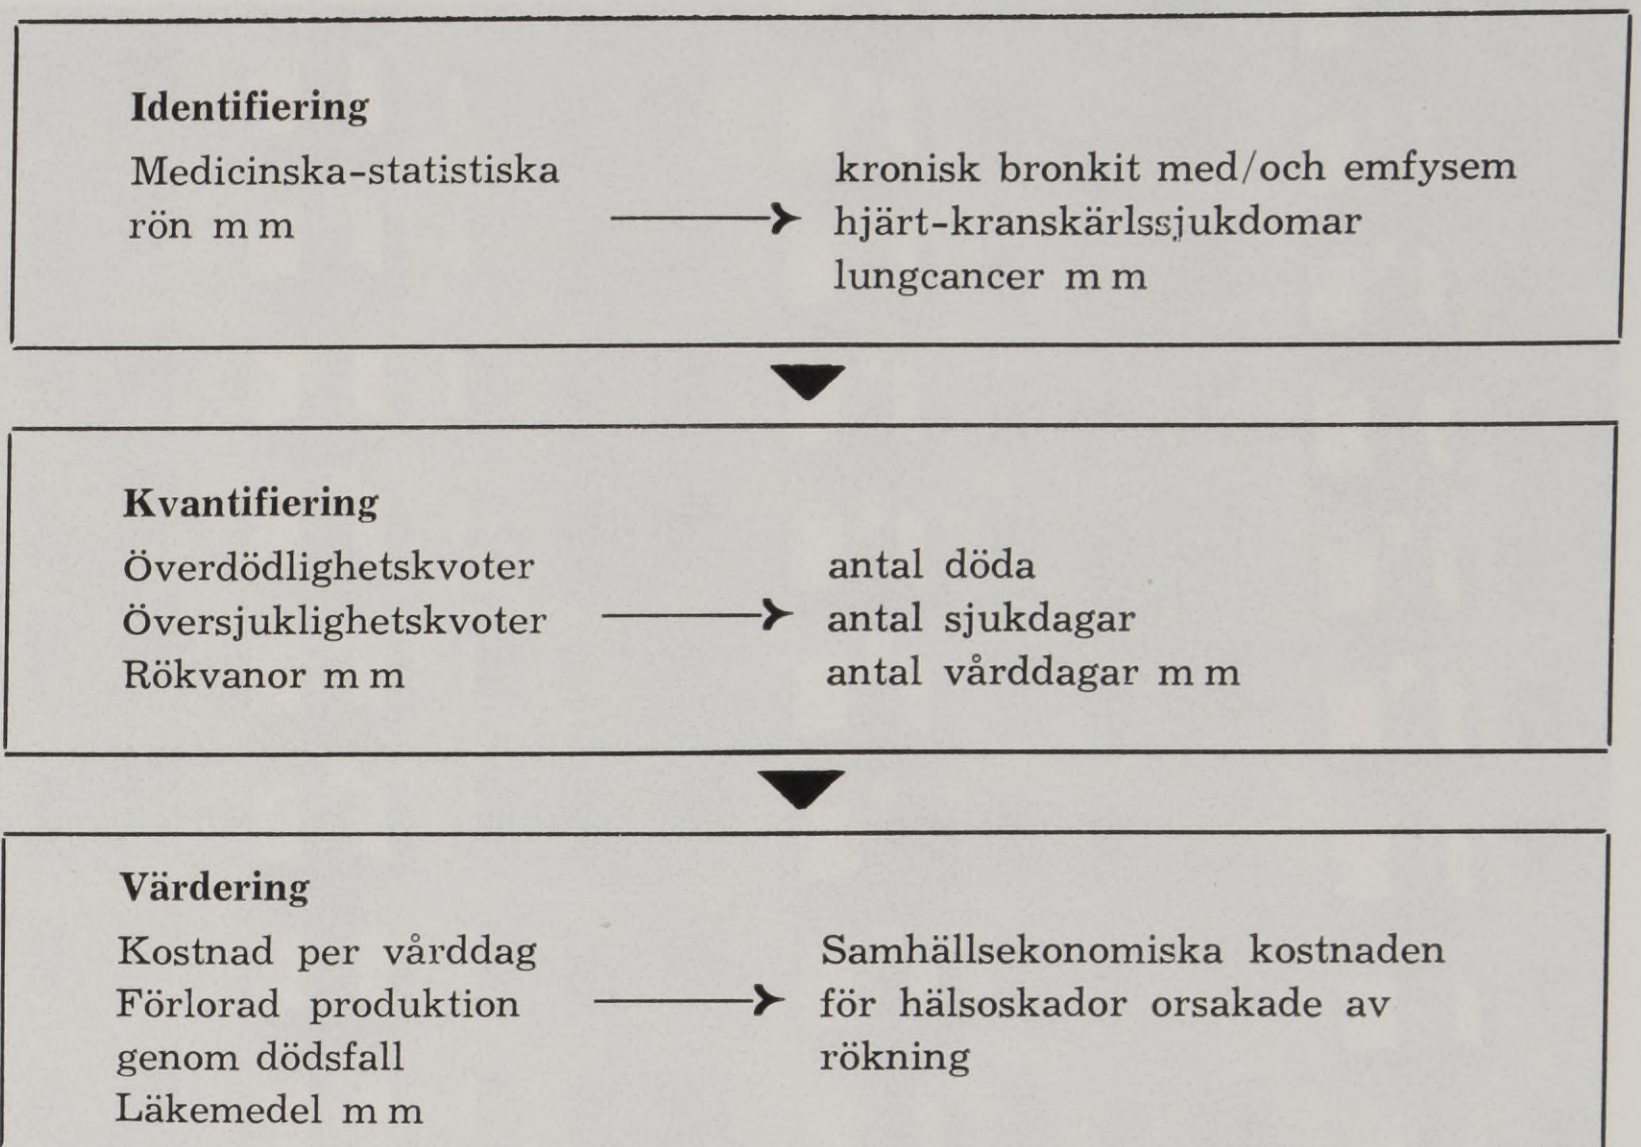 Identifiering
Medicinska-statistiska
rön m m
kronisk bronkit med/och emfysem
hjärt-kranskärlssjukdomar
lungcancer m m
Kvantifiering
Överdödlighetskvoter
Översjuklighetskvoter
Rökvanor m m
antal döda
antal sjukdagar
antal vårddagar m m
Värdering
Kostnad per vårddag
Förlorad produktion
genom dödsfall
Läkemedel m m
Samhällsekonomiska kostnaden
för hälsoskador orsakade av
rökning